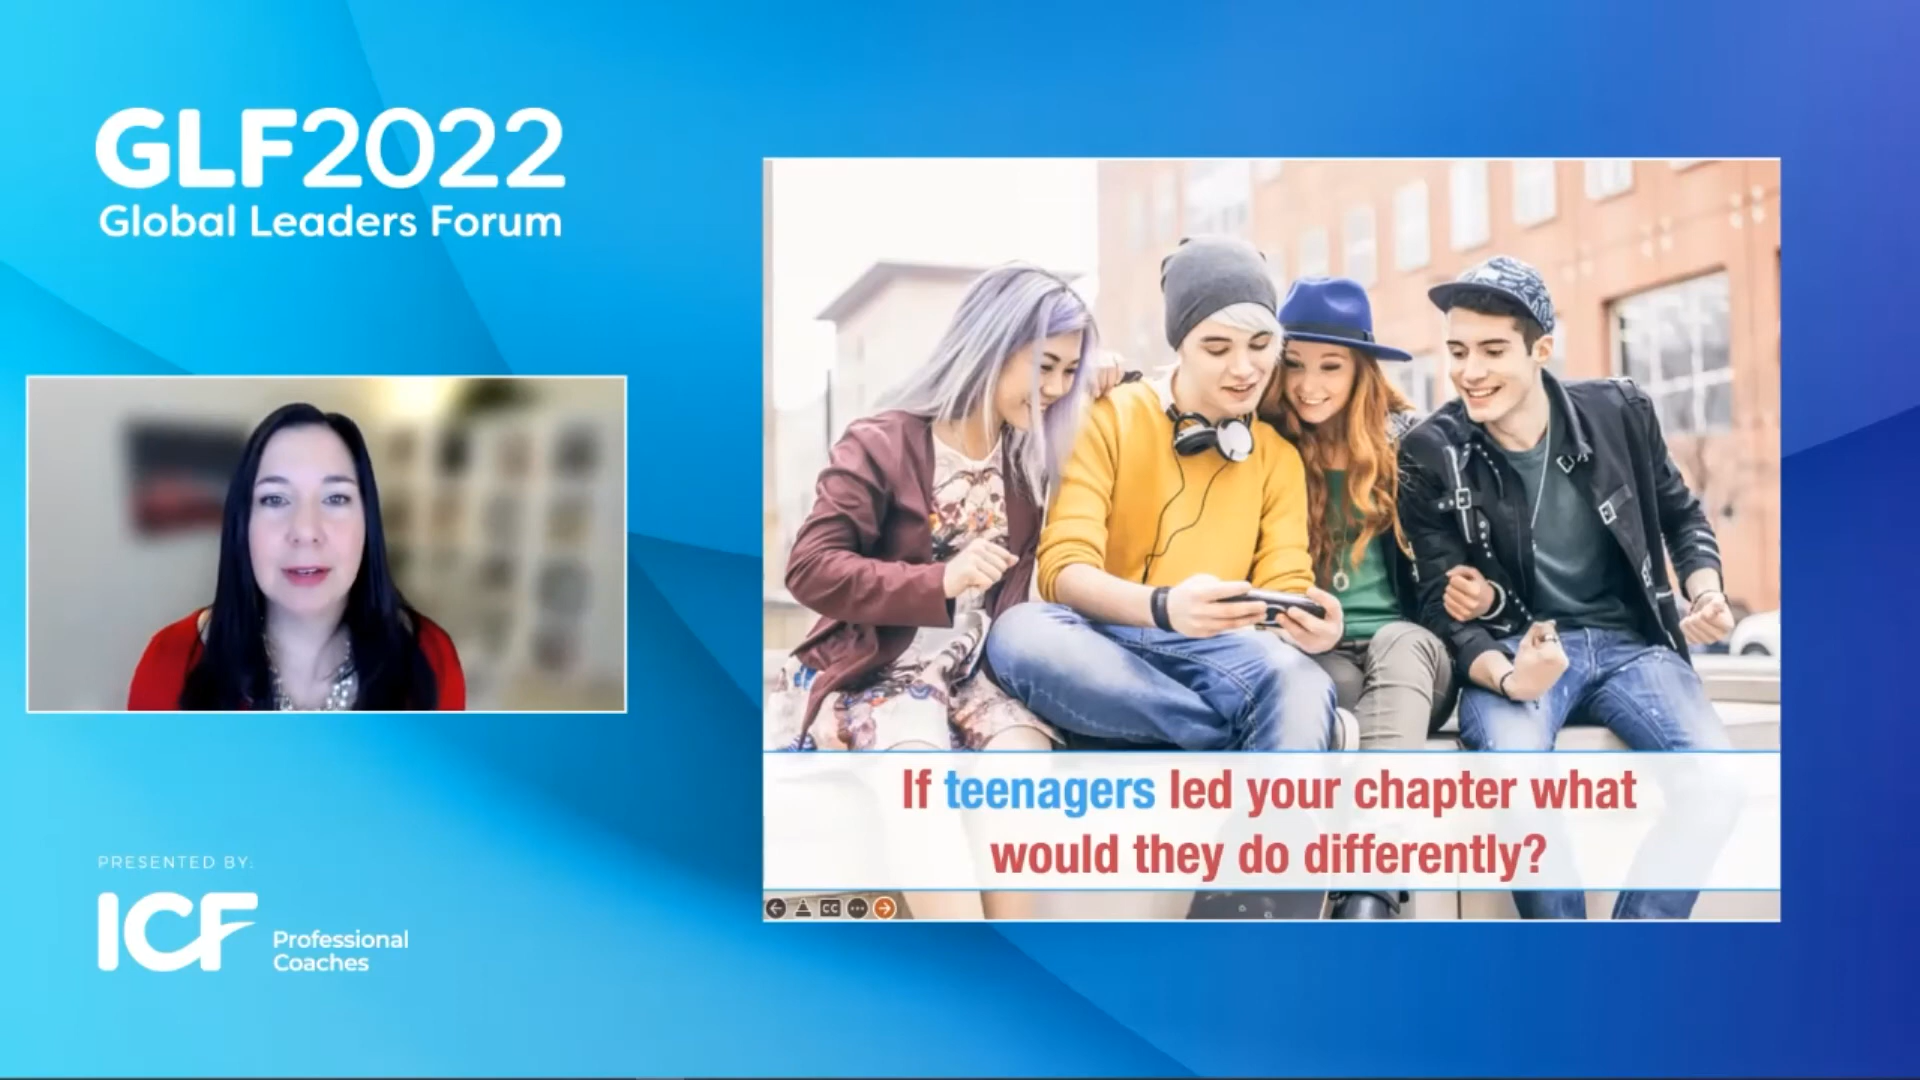 GLF2022
Global Leaders Forum
PRESENTED BY:
ICF
Professional
Coaches
If teenagers led your chapter what
would they do differently?
CC